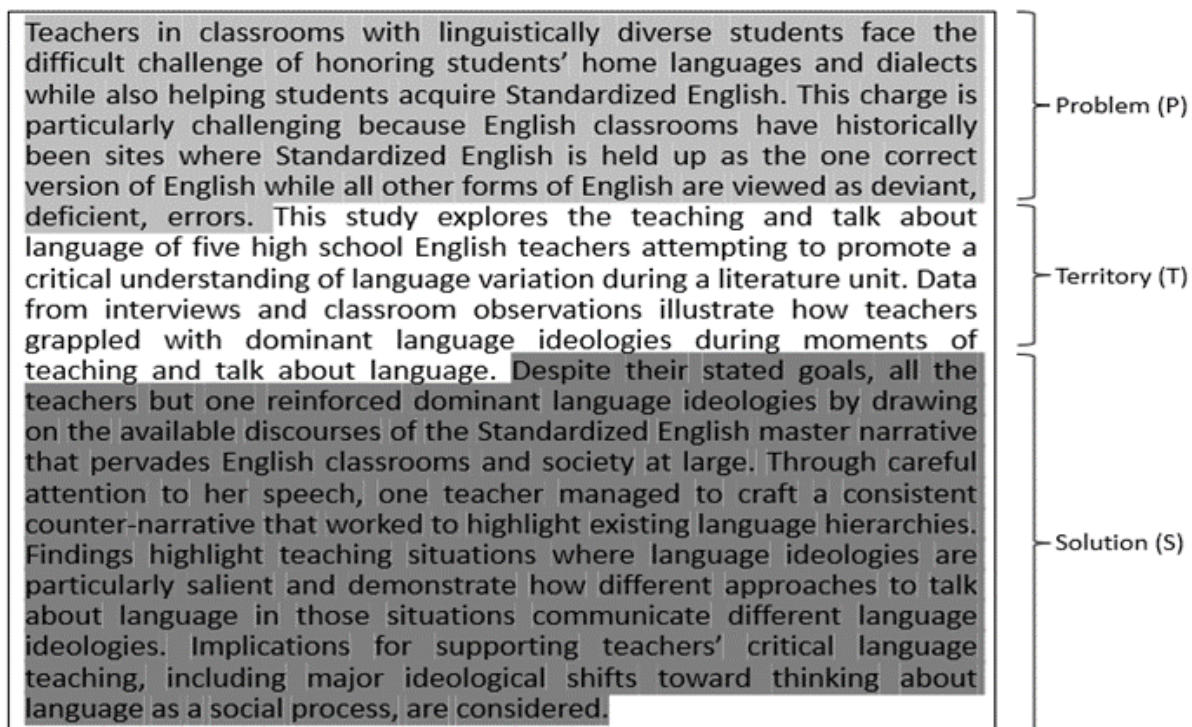 Teachers in classrooms with linguistically diverse students face the
difficult challenge of honoring students’ home languages and dialects
while also helping students acquire Standardized English. This charge is
particularly challenging because English classrooms have historically
been sites where Standardized English is held up as the one correct
version of English while all other forms of English are viewed as deviant,
deficient, errors. This study explores the teaching and talk about
language of five high school English teachers attempting to promote a
critical understanding of language variation during a literature unit. Data
from interviews and classroom observations illustrate how teachers
grappled with dominant language ideologies during moments of
teaching and talk about language. Despite their stated goals, all the
teachers but one reinforced dominant language ideologies by drawing
on the available discourses of the Standardized English master narrative
that pervades English classrooms and society at large. Through careful
attention to her speech, one teacher managed to craft a consistent
counter-narrative that worked to highlight existing language hierarchies.
Findings highlight teaching situations where language ideologies are
particularly salient and demonstrate how different approaches to talk
about language in those situations communicate different language
ideologies. Implications for supporting teachers’ critical language
teaching, including major ideological shifts toward thinking about
language as a social process, are considered.
Problem (P)
Territory (T)
Solution (S)